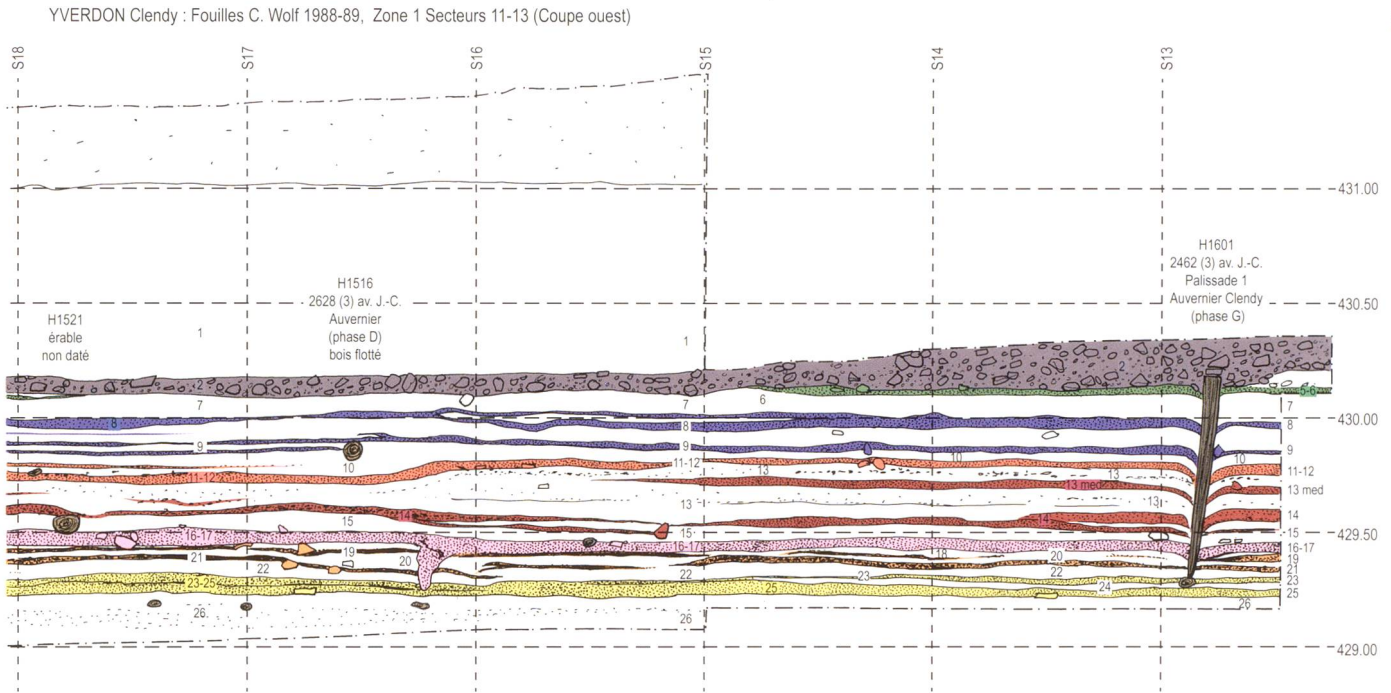 YVERDON Clendy : Fouilles C. Wolf 1988-89, Zone 1 Secteurs 11-13 (Coupe ouest)
S18
S17
S16
S15
S14
S13
431.00
H1601
2462 (3) av. J.-C.
Palissade 1
Auvernier Clendy
(phase G)
H1516
2628 (3) av. J.-C.
Auvernier
(phase D)
bois flotté
430.50
H1521
érable
non daté
1
1
2
2
7
7
6
5-6
7
430.00
8
8
8
9
9
9
10
10
10
11-12
11-12
11-12
13
13
13
13 med
13 med
13
14
14
14
15
15
15
429.50
16-17
16-17
19
20
18
20
19
21
21
22
22
22
23
23
23-25
24
25
25
26
26
26
429.00